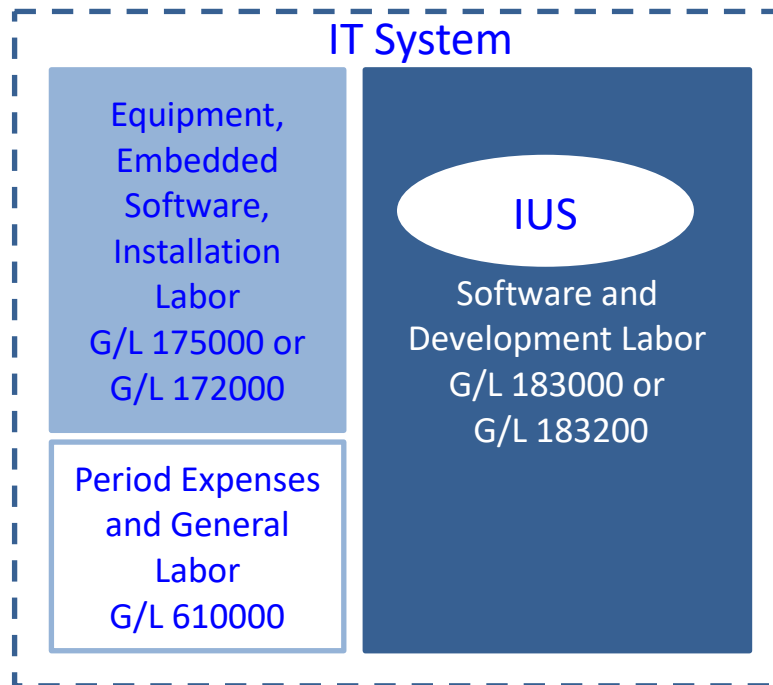 IT System
Equipment,
Embedded
Software,
Installation
Labor
G/L 175000 or
G/L 172000
Period Expenses
and General
Labor
G/L 610000
IUS
Software and
Development Labor
G/L 183000 or
G/L 183200